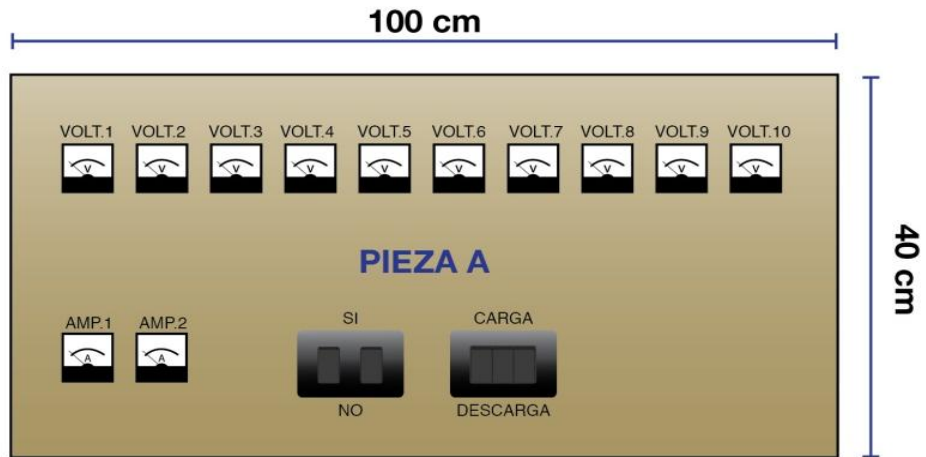 100 cm
VOLT.1 VOLT.2 VOLT.3 VOLT.4 VOLT.5 VOLT.6 VOLT.7 VOLT.8 VOLT.9 VOLT.10
V V V V V V V V V V
PIEZA A
40 cm
AMP.1 AMP.2 SI CARGA
A A
NO DESCARGA